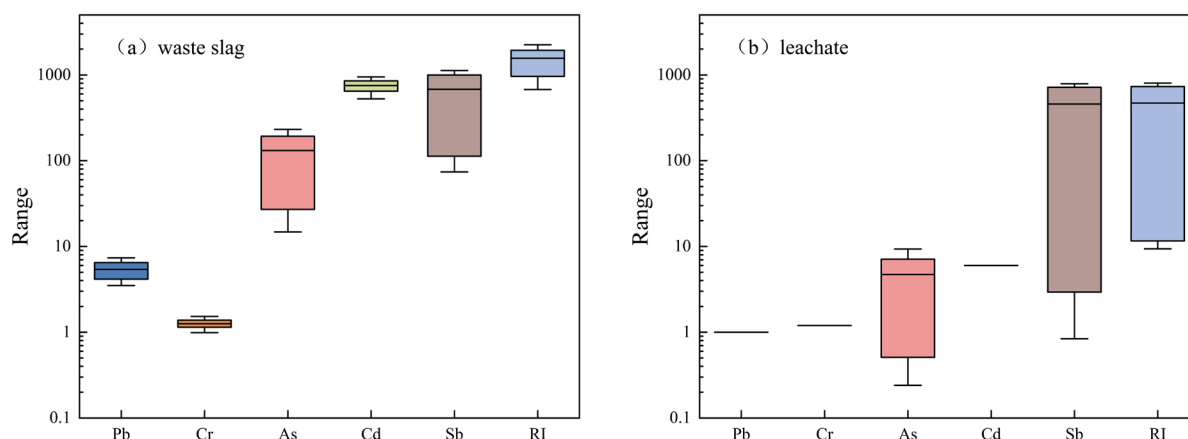 (a) waste slag
1000
100
10
1
0.1
Range
Pb Cr As Cd Sb RI
(b) leachate
1000
100
10
1
0.1
Range
Pb Cr As Cd Sb RI